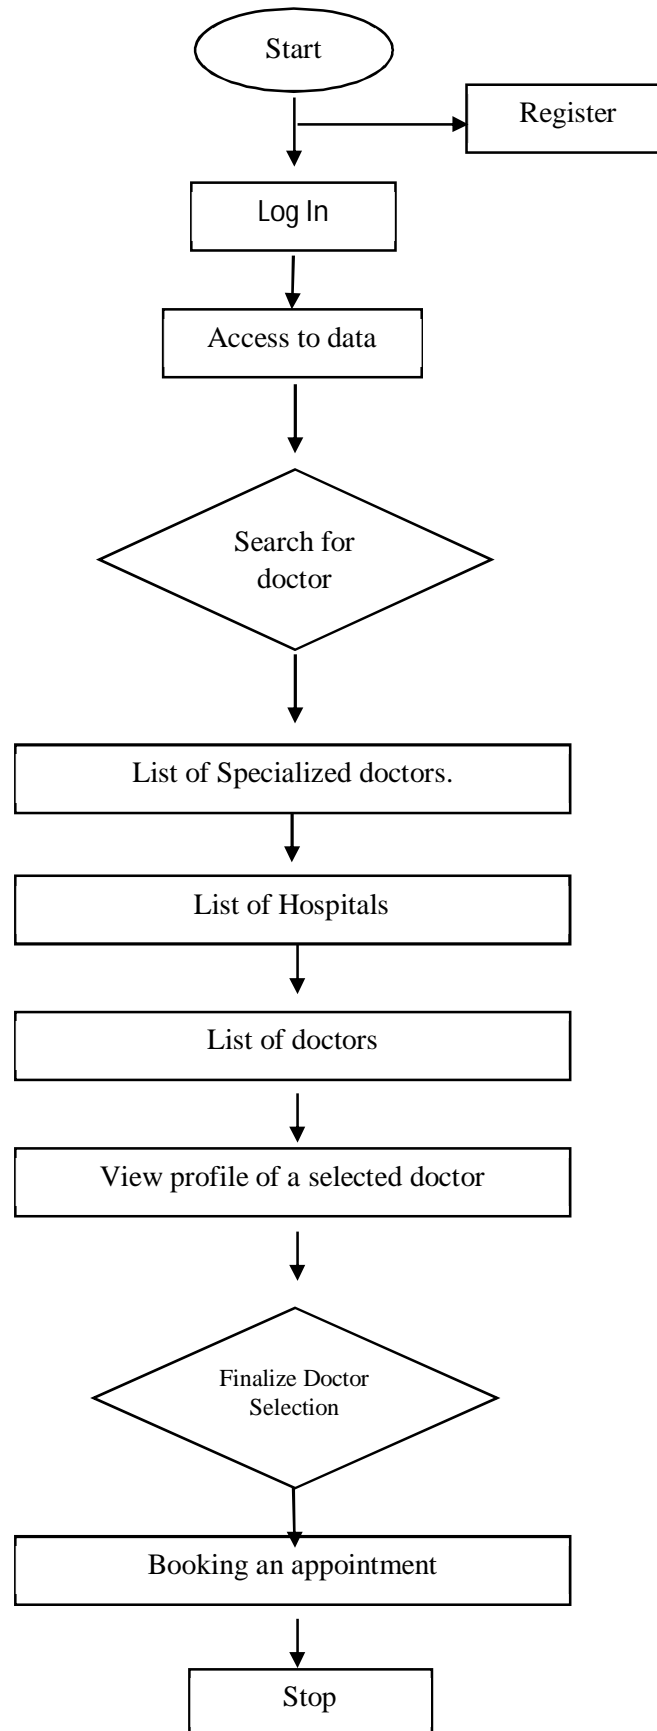 Start
Register
Log In
Access to data
Search for
doctor
List of Specialized doctors.
List of Hospitals
List of doctors
View profile of a selected doctor
Finalize Doctor
Selection
Booking an appointment
Stop